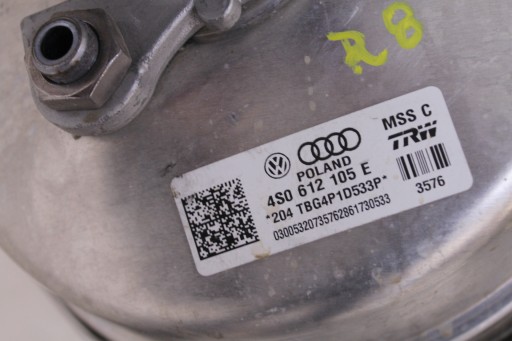 R8
MSS C
TRW
POLAND
4S0 612 105 E
*204 TBG4P1D533P*
03005320735762861730533
3576